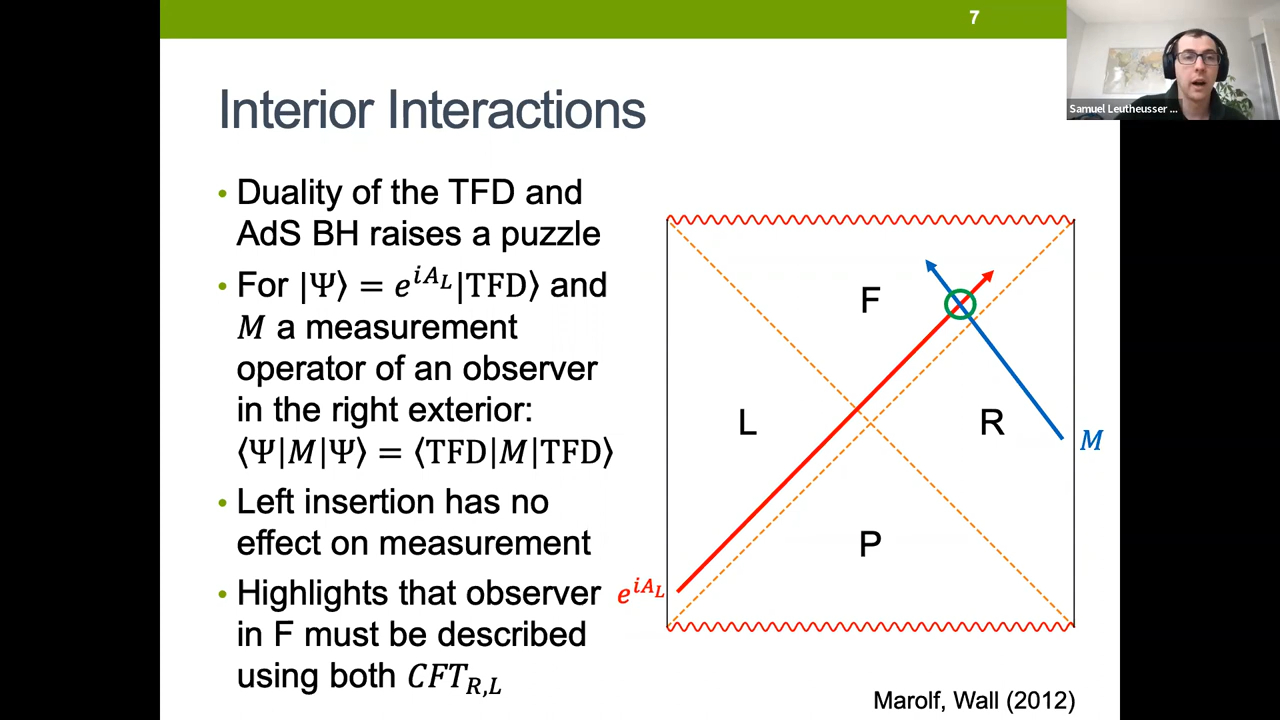 7
Samuel Leutheusser ...
Interior Interactions
• Duality of the TFD and
AdS BH raises a puzzle
• For |Ψ⟩ = e^{iA_L}|TFD⟩ and
M a measurement
operator of an observer
in the right exterior:
⟨Ψ|M|Ψ⟩ = ⟨TFD|M|TFD⟩
• Left insertion has no
effect on measurement
• Highlights that observer
in F must be described
using both CFT_{R,L}
F
L
R
M
P
e^{iA_L}
Marolf, Wall (2012)